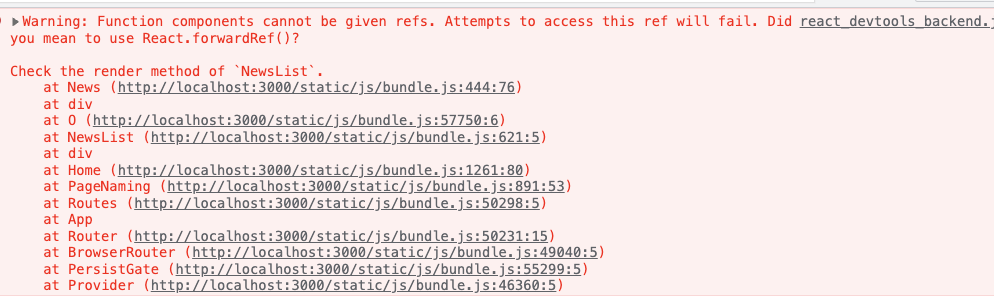 ▶Warning: Function components cannot be given refs. Attempts to access this ref will fail. Did react_devtools_backend.j
you mean to use React.forwardRef()?
Check the render method of `NewsList`.
at News (http://localhost:3000/static/js/bundle.js:444:76)
at div
at O (http://localhost:3000/static/js/bundle.js:57750:6)
at NewsList (http://localhost:3000/static/js/bundle.js:621:5)
at div
at Home (http://localhost:3000/static/js/bundle.js:1261:80)
at PageNaming (http://localhost:3000/static/js/bundle.js:891:53)
at Routes (http://localhost:3000/static/js/bundle.js:50298:5)
at App
at Router (http://localhost:3000/static/js/bundle.js:50231:15)
at BrowserRouter (http://localhost:3000/static/js/bundle.js:49040:5)
at PersistGate (http://localhost:3000/static/js/bundle.js:55299:5)
at Provider (http://localhost:3000/static/js/bundle.js:46360:5)